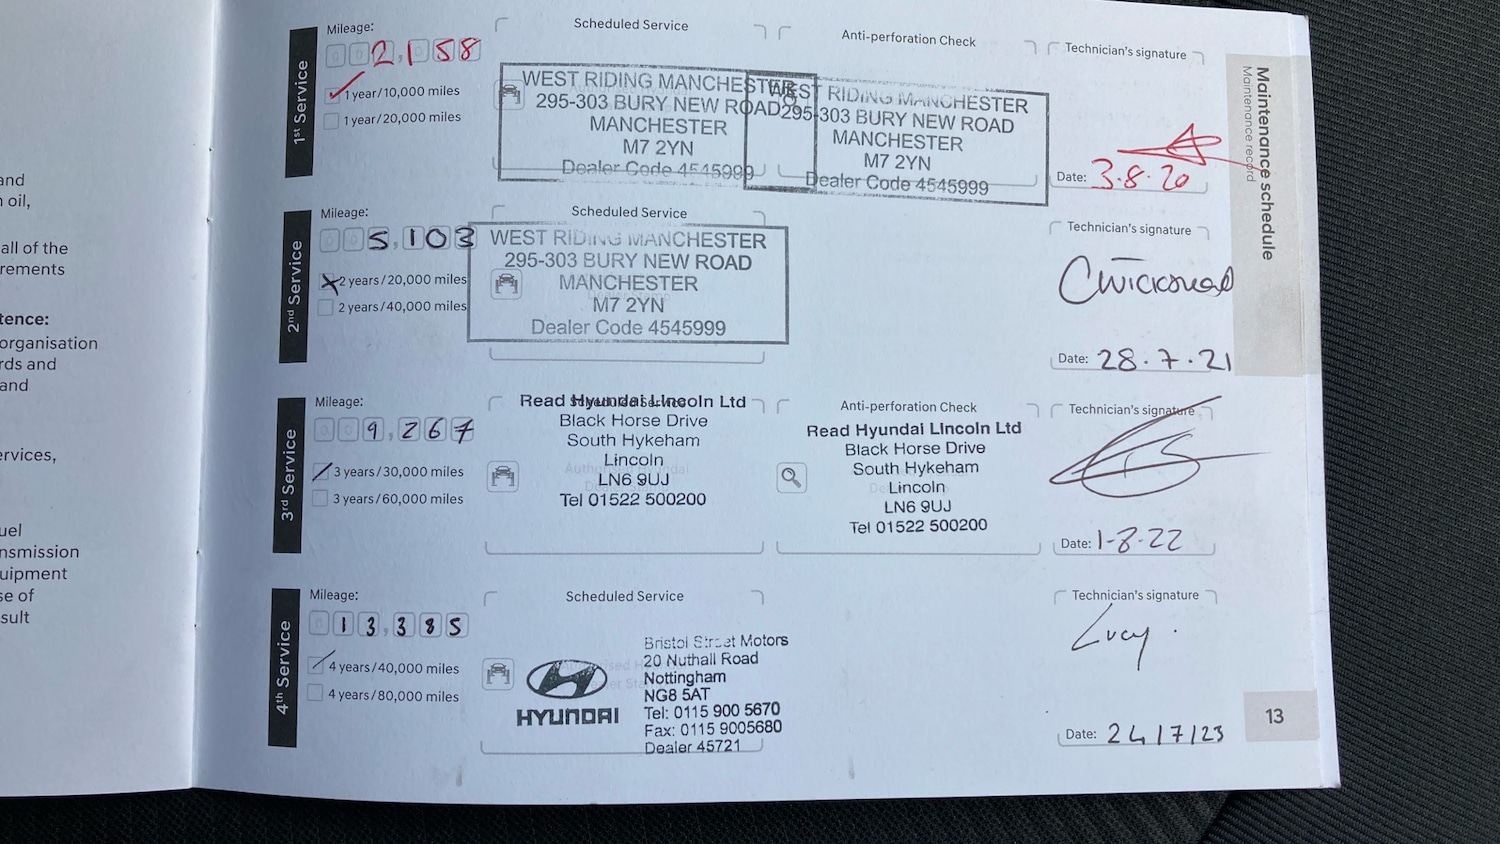 and
n oil,
all of the
rements
tence:
organisation
rds and
and
ervices,
uel
nsmission
uipment
se of
sult
Maintenance schedule
Maintenance record
1st Service
Mileage:
002,158
1 year/10,000 miles
1 year/20,000 miles
Scheduled Service
WEST RIDING MANCHESTER
295-303 BURY NEW ROAD
MANCHESTER
M7 2YN
Dealer Code 4545999
Anti-perforation Check
WEST RIDING MANCHESTER
295-303 BURY NEW ROAD
MANCHESTER
M7 2YN
Dealer Code 4545999
Technician's signature
Date: 3.8.20
2nd Service
Mileage:
005,103
2 years/20,000 miles
2 years/40,000 miles
Scheduled Service
WEST RIDING MANCHESTER
295-303 BURY NEW ROAD
MANCHESTER
M7 2YN
Dealer Code 4545999
Technician's signature
Date: 28.7.21
3rd Service
Mileage:
009,267
3 years/30,000 miles
3 years/60,000 miles
Scheduled Service
Read Hyundai LIncoln Ltd
Black Horse Drive
South Hykeham
Lincoln
LN6 9UJ
Tel 01522 500200
Anti-perforation Check
Read Hyundai LIncoln Ltd
Black Horse Drive
South Hykeham
Lincoln
LN6 9UJ
Tel 01522 500200
Technician's signature
Date: 1-8-22
4th Service
Mileage:
013,385
4 years/40,000 miles
4 years/80,000 miles
Scheduled Service
HYUNDAI
Bristol Street Motors
20 Nuthall Road
Nottingham
NG8 5AT
Tel: 0115 900 5670
Fax: 0115 9005680
Dealer 45721
Technician's signature
Lucy.
Date: 24/7/23
13